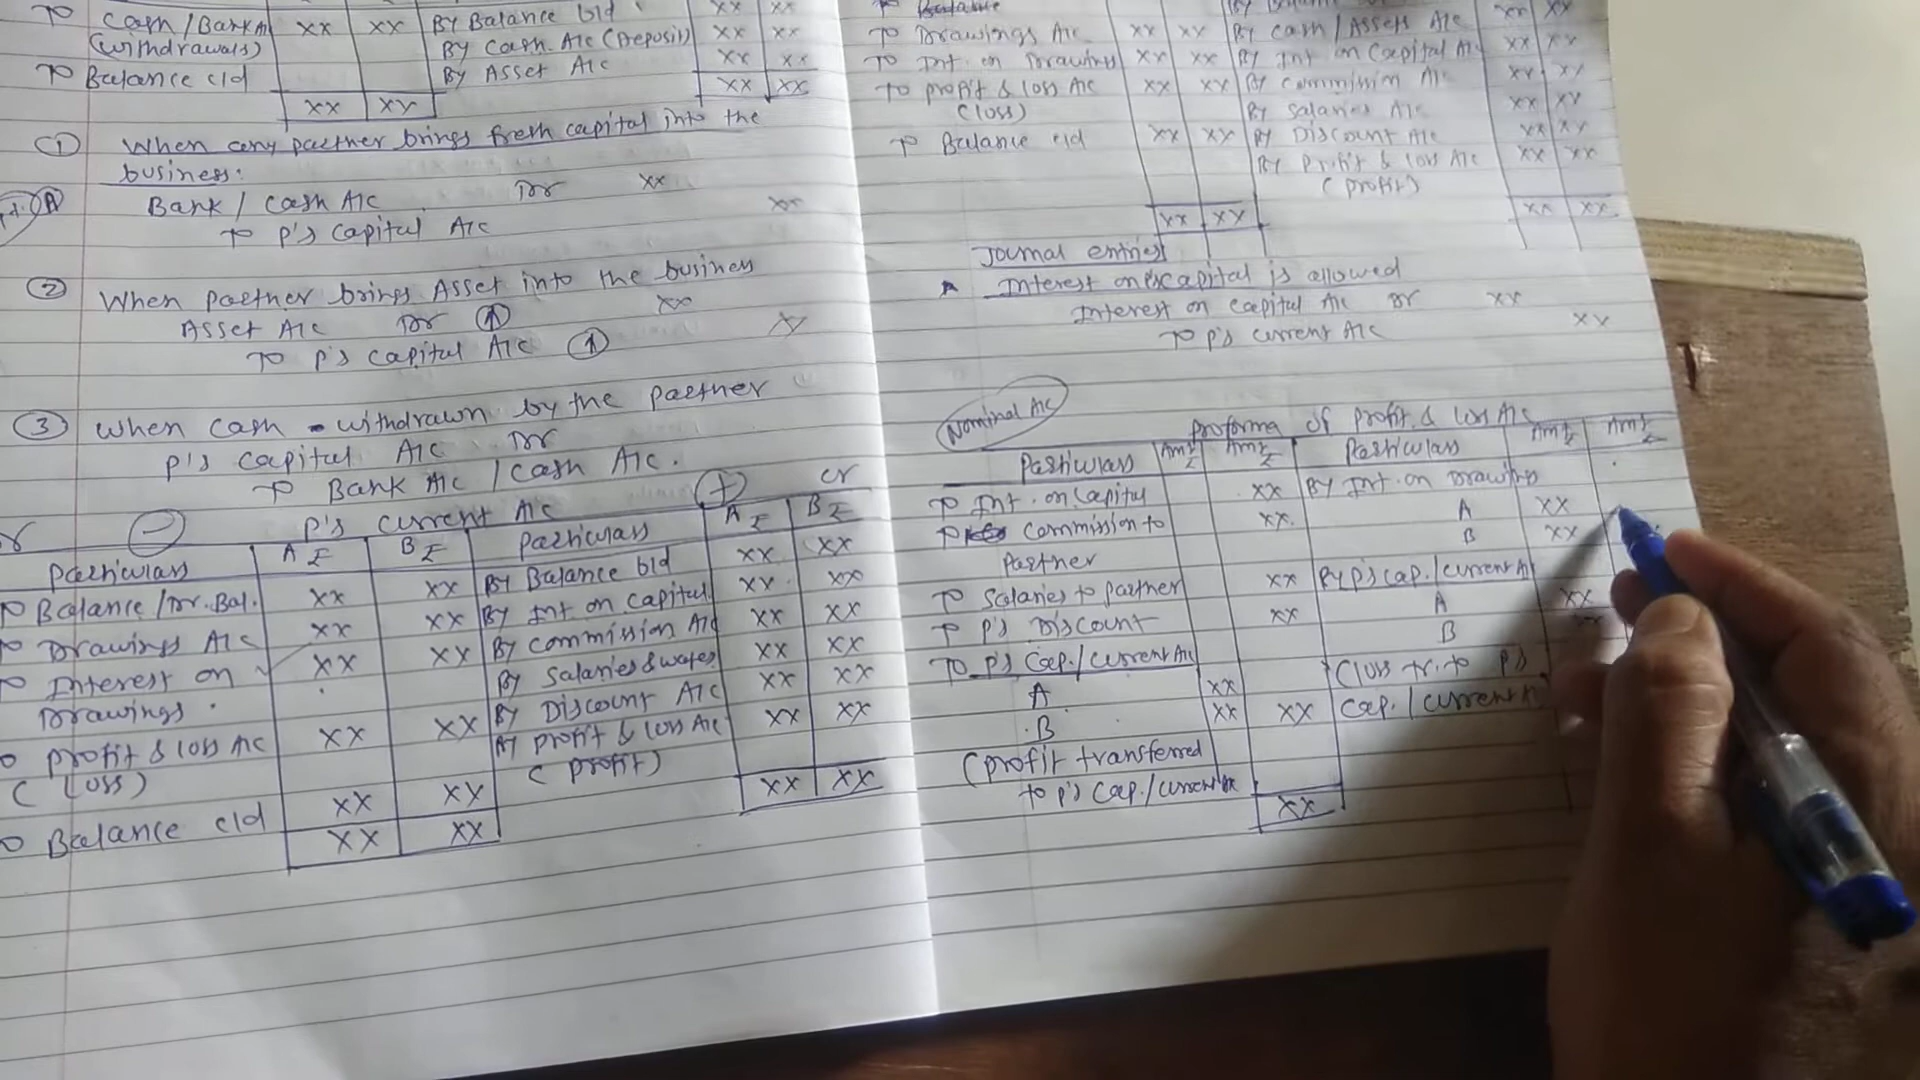 To Cash/Bank A/c xx xx By Balance b/d xx xx
(withdrawals) By Cash A/c (Deposit) xx xx
To Balance c/d By Asset A/c xx xx
xx xx xx xx
① When any partner brings fresh capital into the
business:
Bank / Cash A/c Dr xx
To P's Capital A/c xx
② When partner brings Asset into the business
Asset A/c Dr ↑ xx
To P's Capital A/c ↑ xx
③ When cash withdrawn by the partner
P's Capital A/c Dr
To Bank A/c / Cash A/c.
P's Current A/c + cr
Particulars A ₹ B ₹ Particulars A ₹ B ₹
To Balance/Dr. Bal. xx xx By Balance b/d xx xx
To Drawings A/c xx xx By Int on Capital xx xx
To Interest on xx xx By Commission A/c xx xx
Drawings. By Salaries & wages xx xx
By Discount A/c xx xx
To Profit & Loss A/c xx xx By Profit & Loss A/c xx xx
(Loss) (Profit)
To Balance c/d xx xx xx xx
xx xx
To Balance By Balance
To Drawings A/c xx xx By Cash / Assets A/c xx xx
To Int. on Drawings xx xx By Int on Capital A/c xx xx
To Profit & Loss A/c xx xx By Commission A/c xx xx
(Loss) By Salaries A/c xx xx
To Balance c/d xx xx By Discount A/c xx xx
By Profit & Loss A/c xx xx
(Profit)
xx xx xx xx
Journal entries
Interest on capital is allowed
Interest on Capital A/c Dr xx
To P's Current A/c xx
Nominal A/c
Proforma of Profit & Loss A/c
Particulars Amt ₹ Amt ₹ Particulars Amt ₹ Amt ₹
To Int. on Capital xx By Int. on Drawings
To Commission to xx. A xx
Partner B xx
To Salaries to Partner xx By P's Cap./Current A/c
To P's Discount xx A xx
To P's Cap./Current A/c B
A xx (Loss tr. to P's
B xx xx Cap./Current A
(Profit transferred
to P's Cap./Current A/c xx